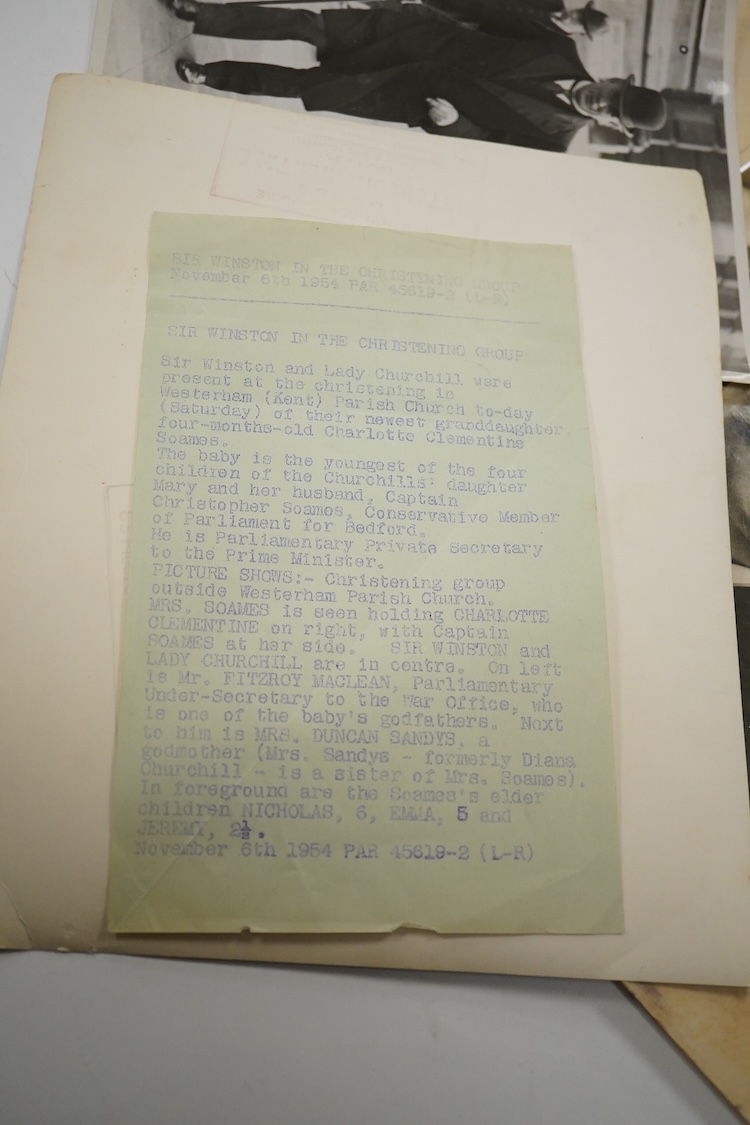 SIR WINSTON IN THE CHRISTENING GROUP
November 6th 1954 PAR 45619-2 (L-R)
SIR WINSTON IN THE CHRISTENING GROUP
Sir Winston and Lady Churchill were
present at the christening in
Westerham (Kent) Parish Church to-day
(Saturday) of their newest granddaughter,
four-months-old Charlotte Clementine
Soames.
The baby is the youngest of the four
children of the Churchills' daughter
Mary and her husband, Captain
Christopher Soames, Conservative Member
of Parliament for Bedford.
He is Parliamentary Private Secretary
to the Prime Minister.
PICTURE SHOWS:- Christening group
outside Westerham Parish Church.
MRS. SOAMES is seen holding CHARLOTTE
CLEMENTINE on right, with Captain
SOAMES at her side. SIR WINSTON and
LADY CHURCHILL are in centre. On left
is Mr. FITZROY MACLEAN, Parliamentary
Under-Secretary to the War Office, who
is one of the baby's godfathers. Next
to him is MRS. DUNCAN SANDYS, a
godmother (Mrs. Sandys - formerly Diana
Churchill - is a sister of Mrs. Soames).
In foreground are the Soames's elder
children NICHOLAS, 6, EMMA, 5 and
JEREMY, 2½.
November 6th 1954 PAR 45619-2 (L-R)